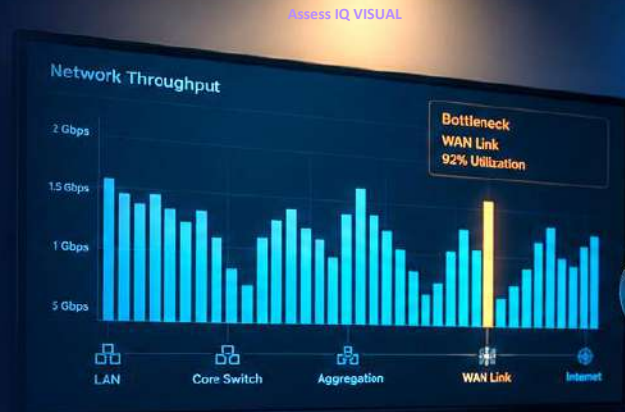 Assess IQ VISUAL
Network Throughput
Bottleneck
WAN Link
92% Utilization
2 Gbps
1.5 Gbps
1 Gbps
5 Gbps
LAN
Core Switch
Aggregation
WAN Link
Internet